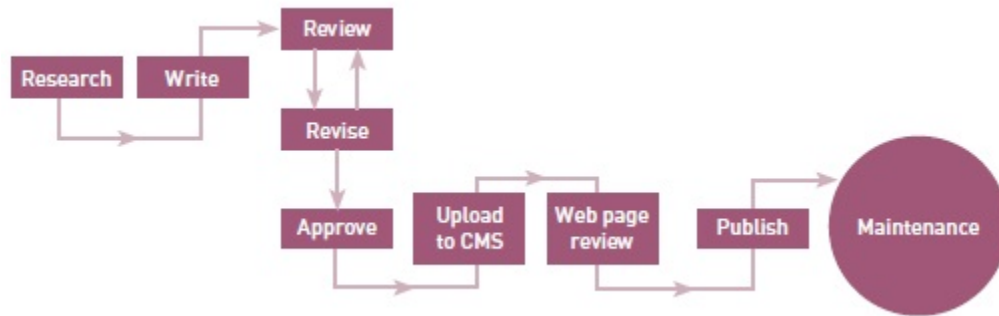 Research
Write
Review
Revise
Approve
Upload
to CMS
Web page
review
Publish
Maintenance